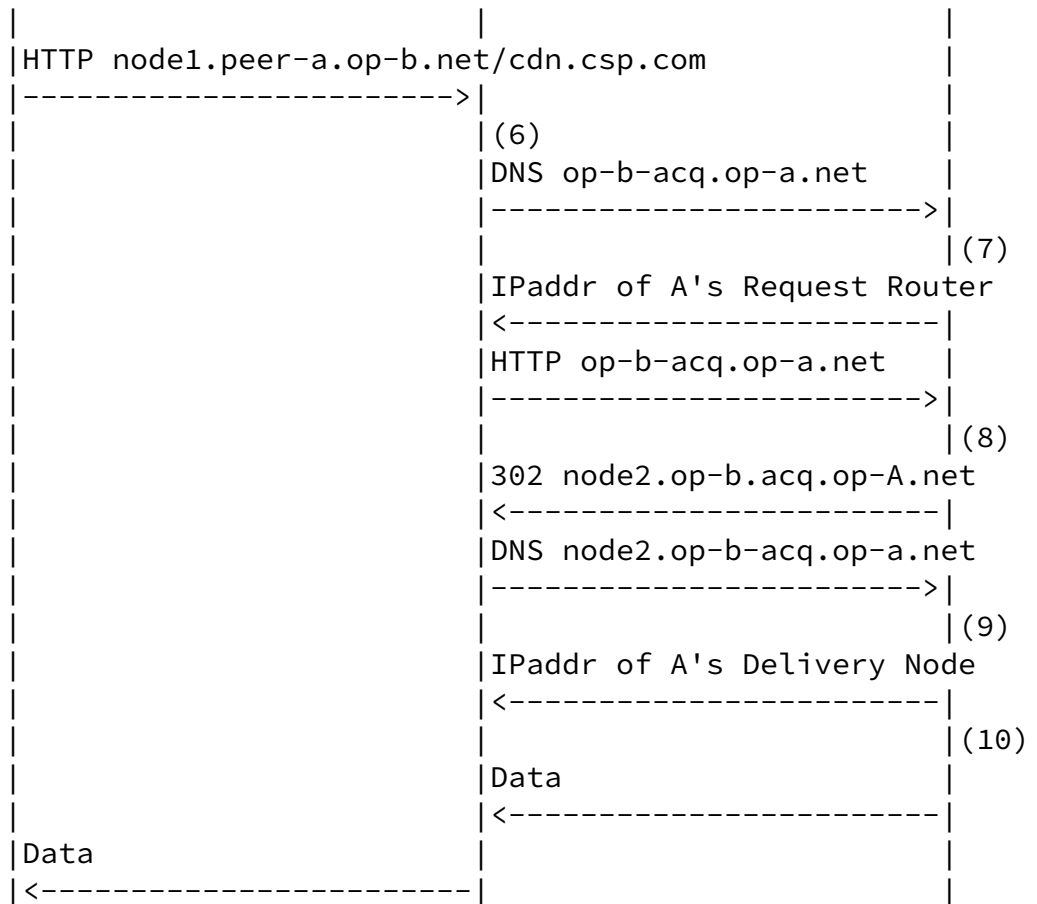 |                         |                         |
|HTTP node1.peer-a.op-b.net/cdn.csp.com             |
|------------------------>|                         |
|                         |(6)                      |
|                         |DNS op-b-acq.op-a.net    |
|                         |------------------------>|
|                         |                         |(7)
|                         |IPaddr of A's Request Router
|                         |<------------------------|
|                         |HTTP op-b-acq.op-a.net   |
|                         |------------------------>|
|                         |                         |(8)
|                         |302 node2.op-b.acq.op-A.net
|                         |<------------------------|
|                         |DNS node2.op-b-acq.op-a.net
|                         |------------------------>|
|                         |                         |(9)
|                         |IPaddr of A's Delivery Node
|                         |<------------------------|
|                         |                         |(10)
|                         |Data                     |
|                         |<------------------------|
|Data                     |                         |
|<------------------------|                         |